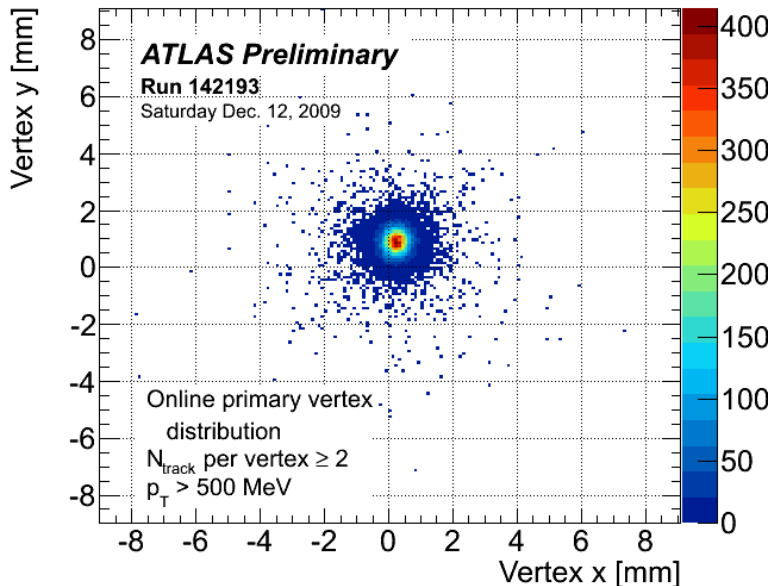 ATLAS Preliminary
Run 142193
Saturday Dec. 12, 2009
Vertex y [mm]
8
6
4
2
0
-2
-4
-6
-8
Online primary vertex
distribution
N_track per vertex ≥ 2
p_T > 500 MeV
-8 -6 -4 -2 0 2 4 6 8
Vertex x [mm]
400
350
300
250
200
150
100
50
0